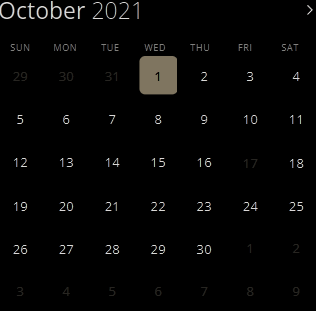 October 2021
SUN MON TUE WED THU FRI SAT
29 30 31 1 2 3 4
5 6 7 8 9 10 11
12 13 14 15 16 17 18
19 20 21 22 23 24 25
26 27 28 29 30 1 2
3 4 5 6 7 8 9